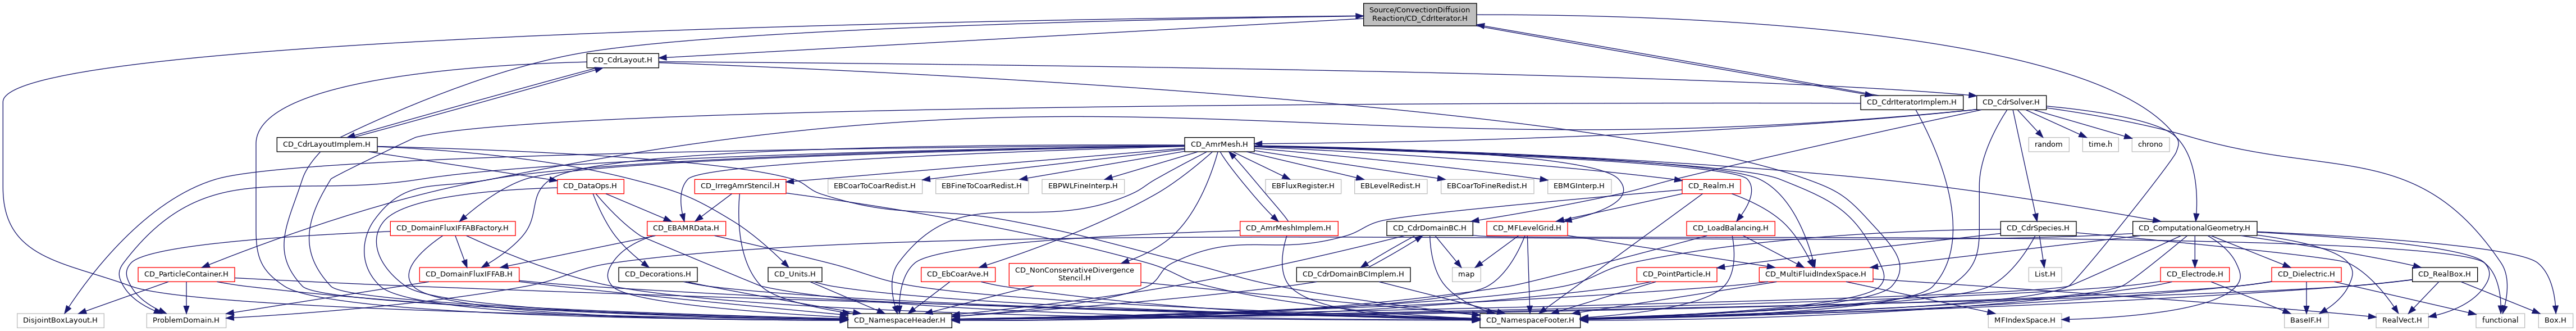 Source/ConvectionDiffusion
Reaction/CD_CdrIterator.H
CD_CdrLayout.H
CD_CdrIteratorImplem.H
CD_CdrSolver.H
CD_CdrLayoutImplem.H
CD_AmrMesh.H
random
time.h
chrono
CD_DataOps.H
CD_IrregAmrStencil.H
EBCoarToCoarRedist.H
EBFineToCoarRedist.H
EBPWLFineInterp.H
EBFluxRegister.H
EBLevelRedist.H
EBCoarToFineRedist.H
EBMGInterp.H
CD_Realm.H
CD_DomainFluxIFFABFactory.H
CD_EBAMRData.H
CD_AmrMeshImplem.H
CD_CdrDomainBC.H
CD_MFLevelGrid.H
CD_LoadBalancing.H
CD_CdrSpecies.H
CD_ComputationalGeometry.H
CD_ParticleContainer.H
CD_DomainFluxIFFAB.H
CD_Decorations.H
CD_Units.H
CD_EbCoarAve.H
CD_NonConservativeDivergence
Stencil.H
CD_CdrDomainBCImplem.H
map
CD_PointParticle.H
CD_MultiFluidIndexSpace.H
List.H
CD_Electrode.H
CD_Dielectric.H
CD_RealBox.H
DisjointBoxLayout.H
ProblemDomain.H
CD_NamespaceHeader.H
CD_NamespaceFooter.H
MFIndexSpace.H
BaseIF.H
RealVect.H
functional
Box.H